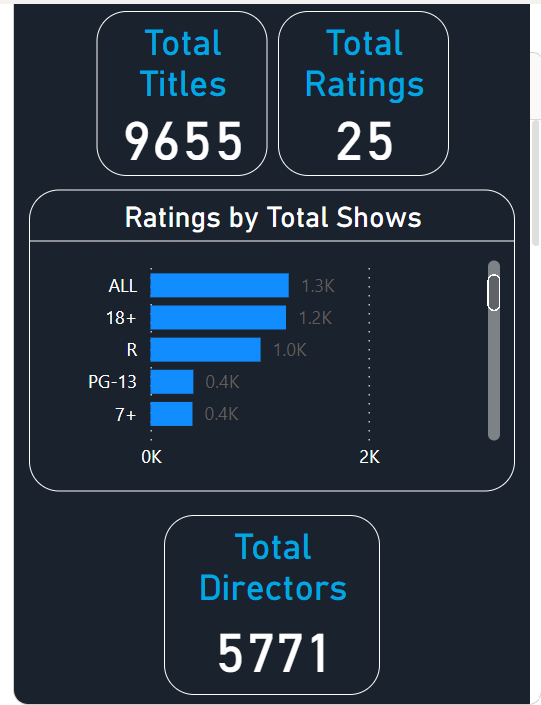 Total
Titles
9655
Total
Ratings
25
Ratings by Total Shows
ALL 1.3K
18+ 1.2K
R 1.0K
PG-13 0.4K
7+ 0.4K
0K 2K
Total
Directors
5771